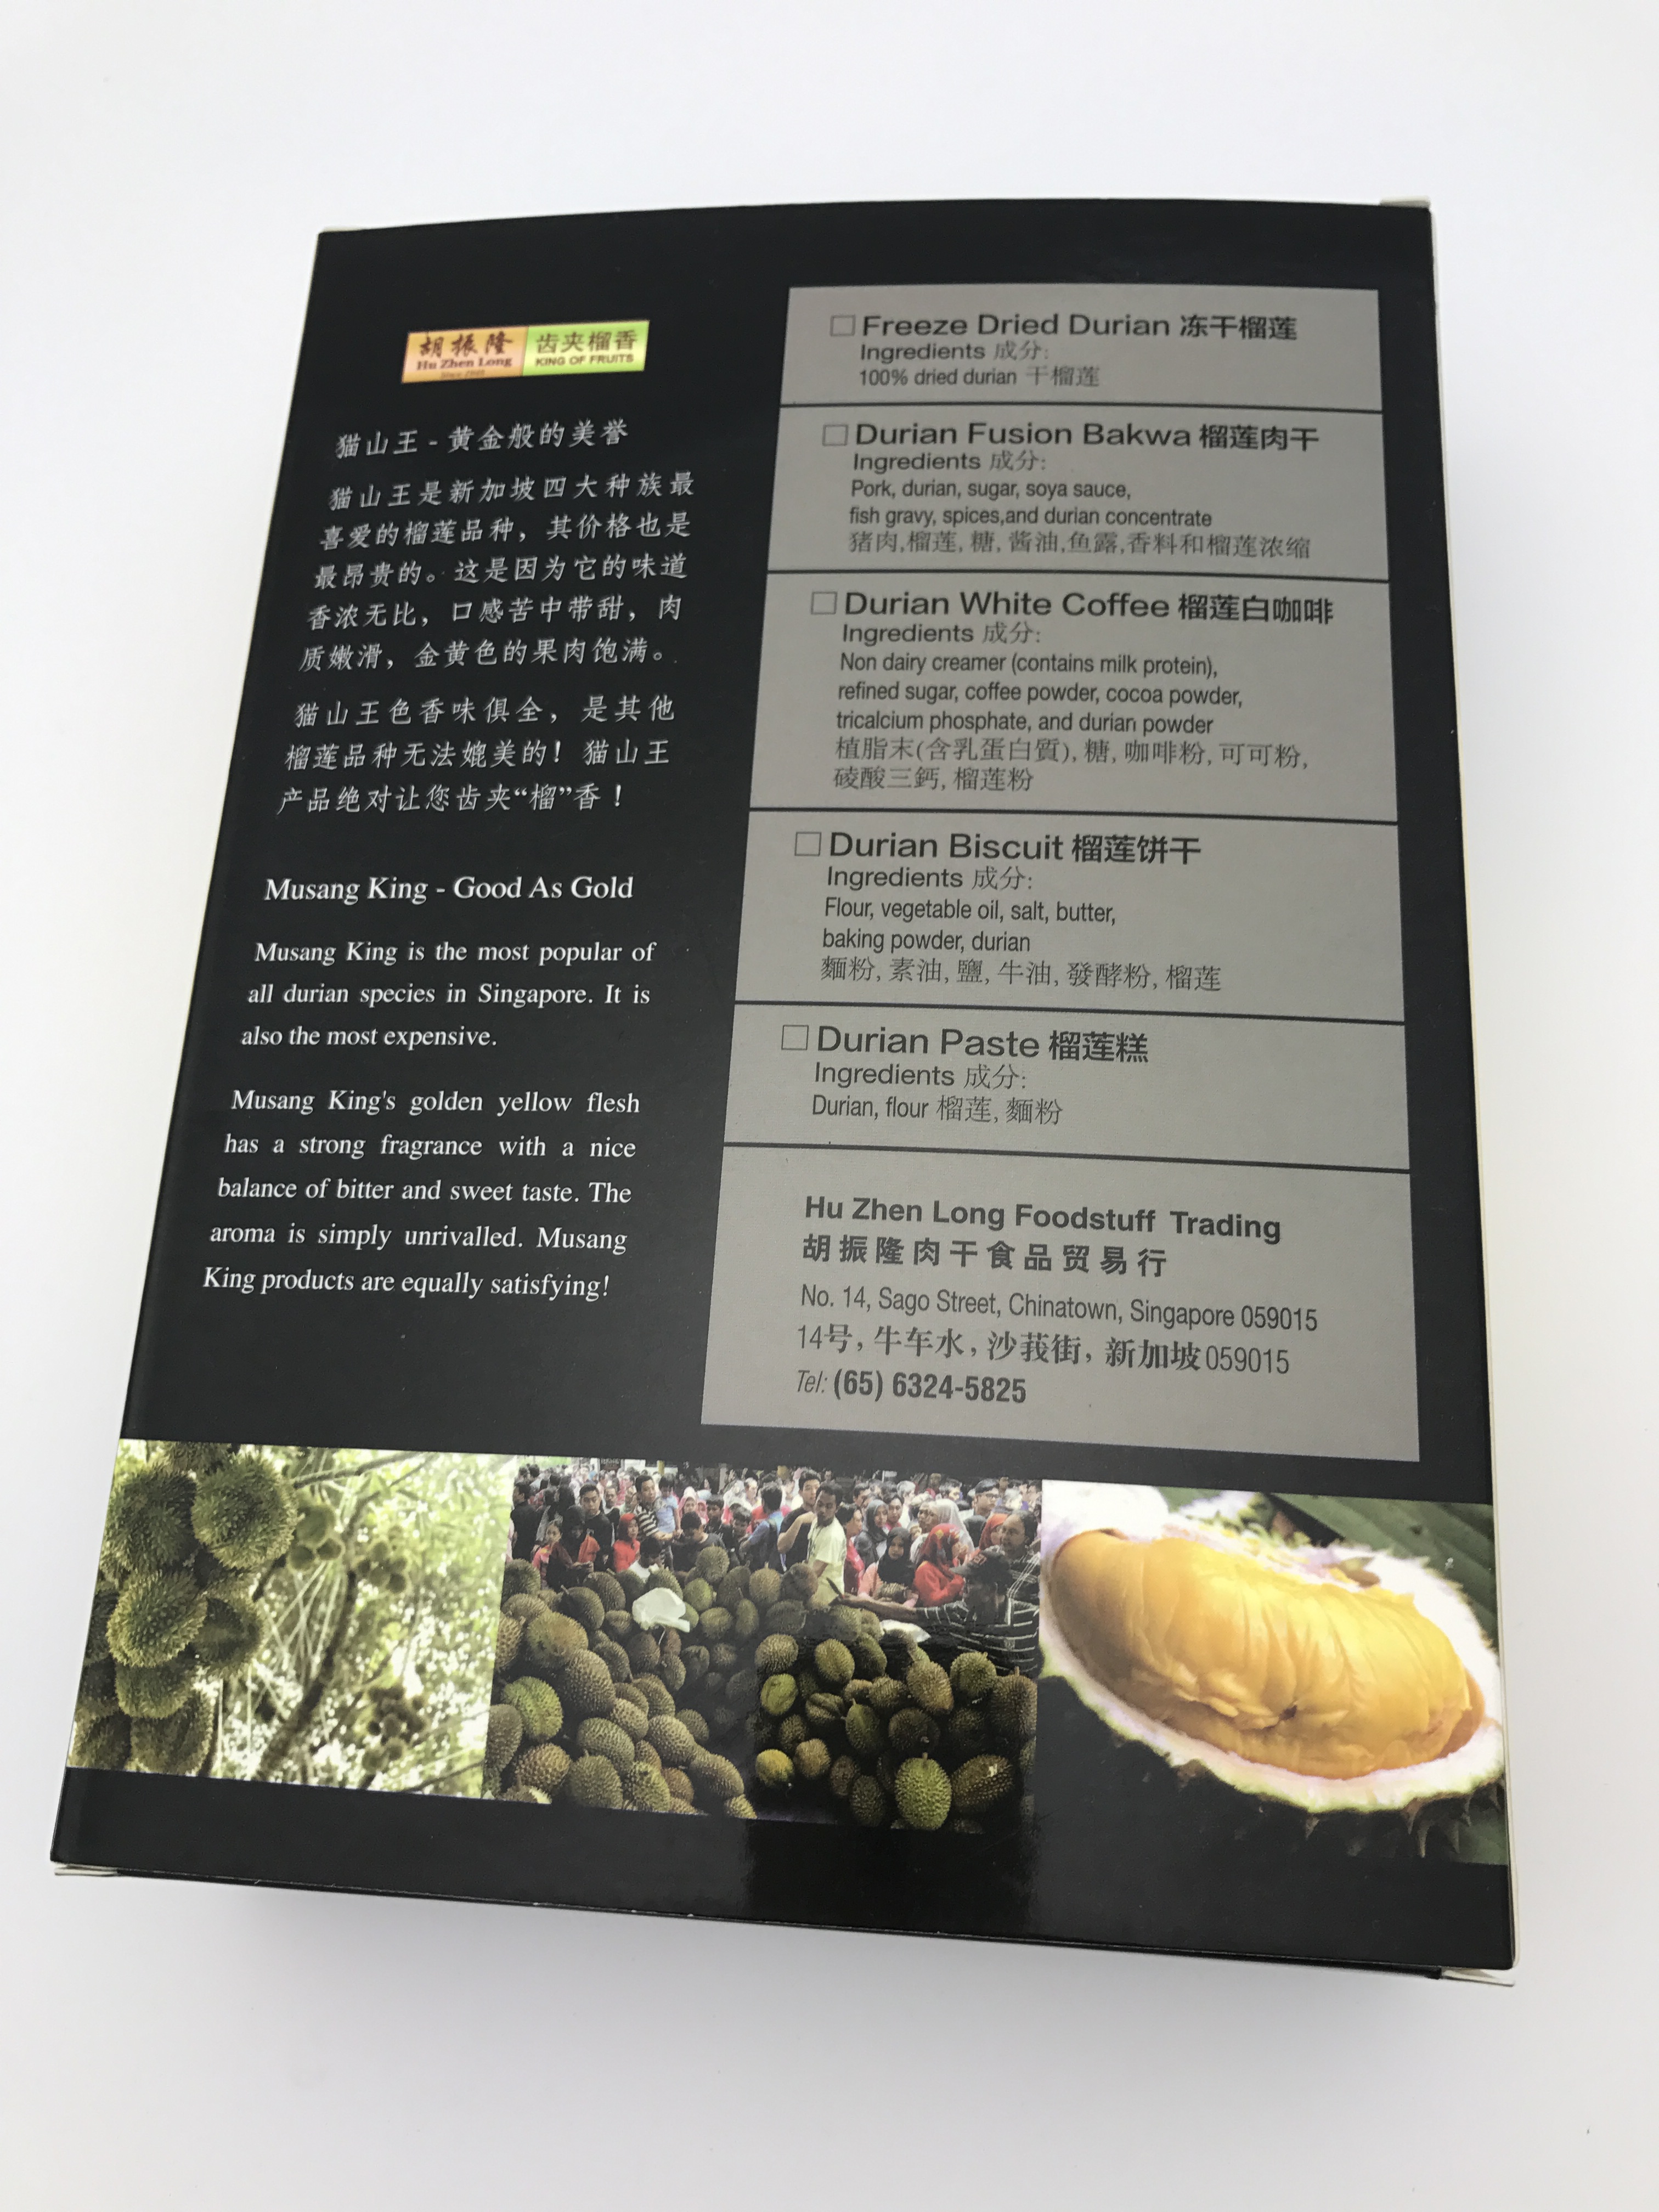 胡振隆
Hu Zhen Long
齿夹榴香
KING OF FRUITS
猫山王 - 黄金般的美誉
猫山王是新加坡四大种族最
喜爱的榴莲品种，其价格也是
最昂贵的。这是因为它的味道
香浓无比，口感苦中带甜，肉
质嫩滑，金黄色的果肉饱满。
猫山王色香味俱全，是其他
榴莲品种无法媲美的！猫山王
产品绝对让您齿夹“榴”香！
Musang King - Good As Gold
Musang King is the most popular of
all durian species in Singapore. It is
also the most expensive.
Musang King's golden yellow flesh
has a strong fragrance with a nice
balance of bitter and sweet taste. The
aroma is simply unrivalled. Musang
King products are equally satisfying!
Freeze Dried Durian 冻干榴莲
Ingredients 成分:
100% dried durian 干榴莲
Durian Fusion Bakwa 榴莲肉干
Ingredients 成分:
Pork, durian, sugar, soya sauce,
fish gravy, spices,and durian concentrate
猪肉,榴莲, 糖, 酱油,鱼露,香料和榴莲浓缩
Durian White Coffee 榴莲白咖啡
Ingredients 成分:
Non dairy creamer (contains milk protein),
refined sugar, coffee powder, cocoa powder,
tricalcium phosphate, and durian powder
植脂末(含乳蛋白質), 糖, 咖啡粉, 可可粉,
碐酸三鈣, 榴莲粉
Durian Biscuit 榴莲饼干
Ingredients 成分:
Flour, vegetable oil, salt, butter,
baking powder, durian
麵粉, 素油, 鹽, 牛油, 發酵粉, 榴莲
Durian Paste 榴莲糕
Ingredients 成分:
Durian, flour 榴莲, 麵粉
Hu Zhen Long Foodstuff Trading
胡振隆肉干食品贸易行
No. 14, Sago Street, Chinatown, Singapore 059015
14号, 牛车水, 沙莪街, 新加坡059015
Tel: (65) 6324-5825